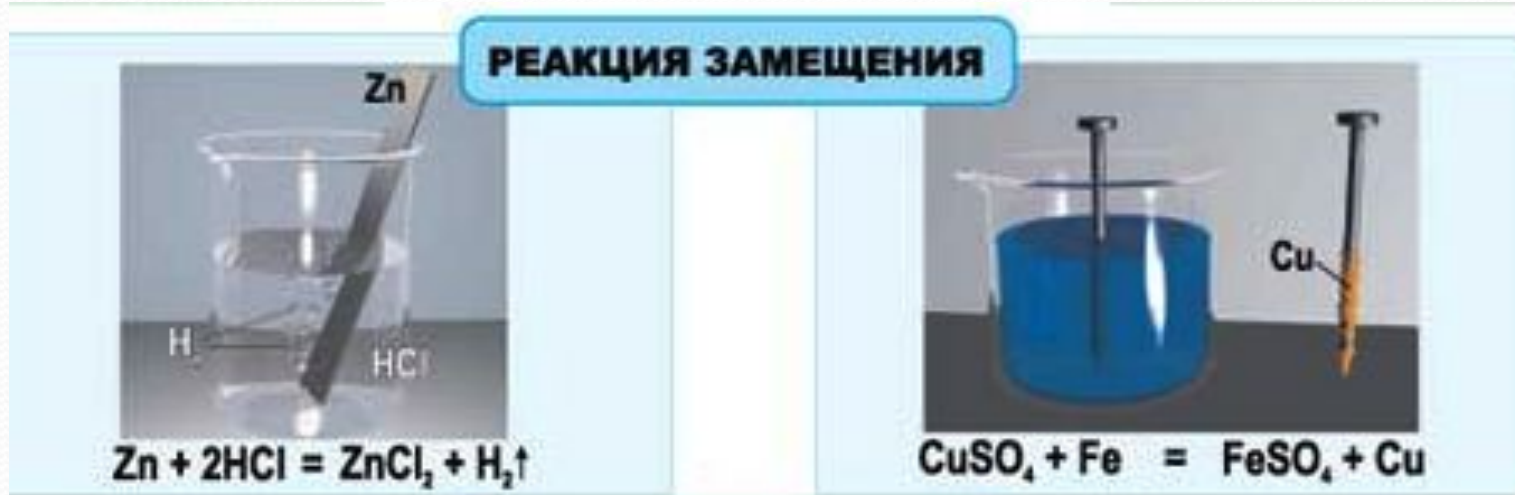 РЕАКЦИЯ ЗАМЕЩЕНИЯ
Zn
H₂
HCl
Zn + 2HCl = ZnCl₂ + H₂↑
Cu
CuSO₄ + Fe = FeSO₄ + Cu